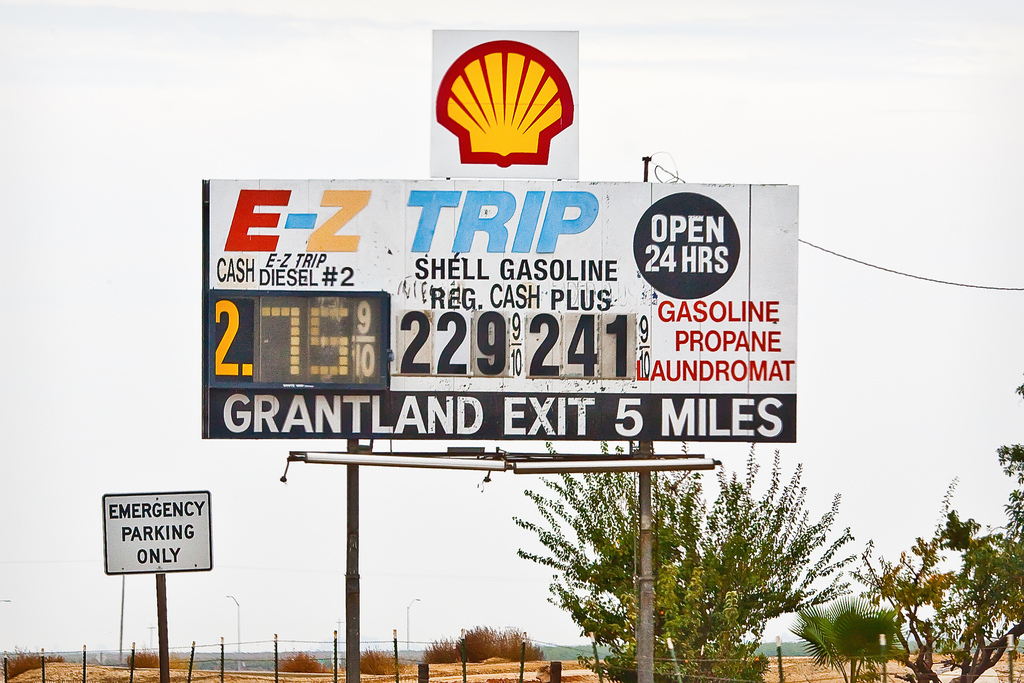 E-Z TRIP
OPEN
24 HRS
CASH E-Z TRIP
DIESEL #2
SHELL GASOLINE
REG. CASH PLUS
2.75 9/10
229 9/10 241 9/10
GASOLINE
PROPANE
LAUNDROMAT
GRANTLAND EXIT 5 MILES
EMERGENCY
PARKING
ONLY